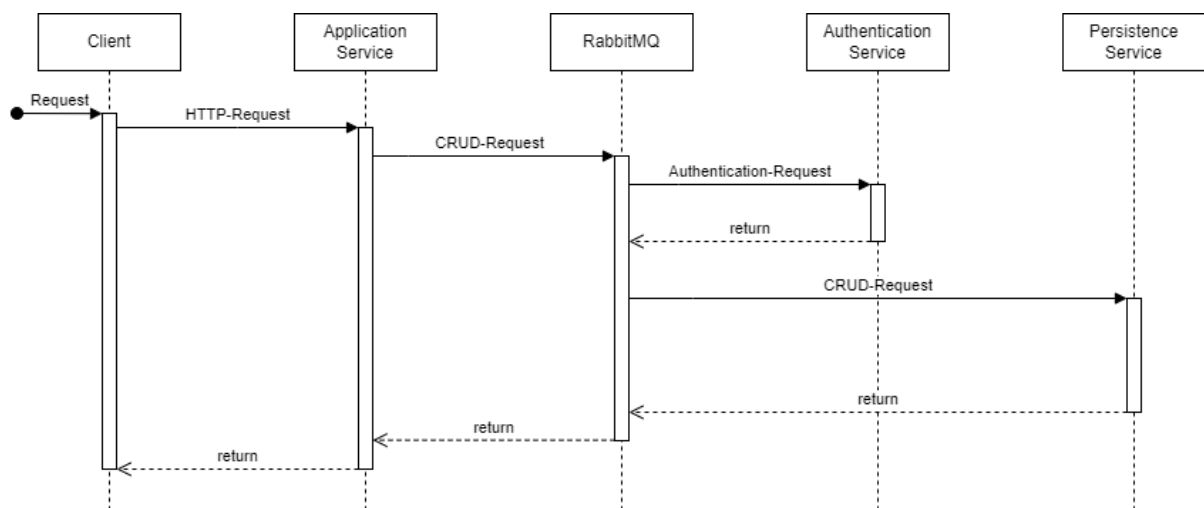 Client
Application
Service
RabbitMQ
Authentication
Service
Persistence
Service
Request
HTTP-Request
CRUD-Request
Authentication-Request
return
CRUD-Request
return
return
return